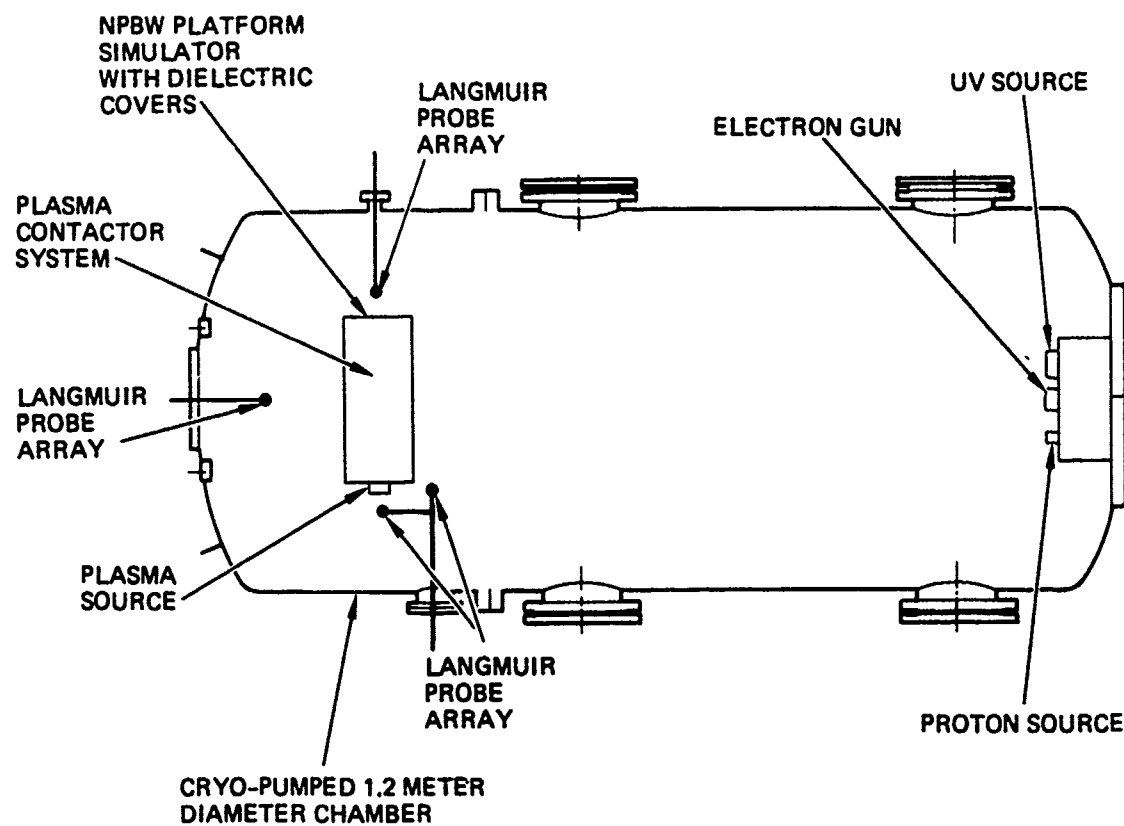 NPBW PLATFORM
SIMULATOR
WITH DIELECTRIC
COVERS
LANGMUIR
PROBE
ARRAY
UV SOURCE
ELECTRON GUN
PLASMA
CONTACTOR
SYSTEM
LANGMUIR
PROBE
ARRAY
PLASMA
SOURCE
LANGMUIR
PROBE
ARRAY
PROTON SOURCE
CRYO-PUMPED 1.2 METER
DIAMETER CHAMBER